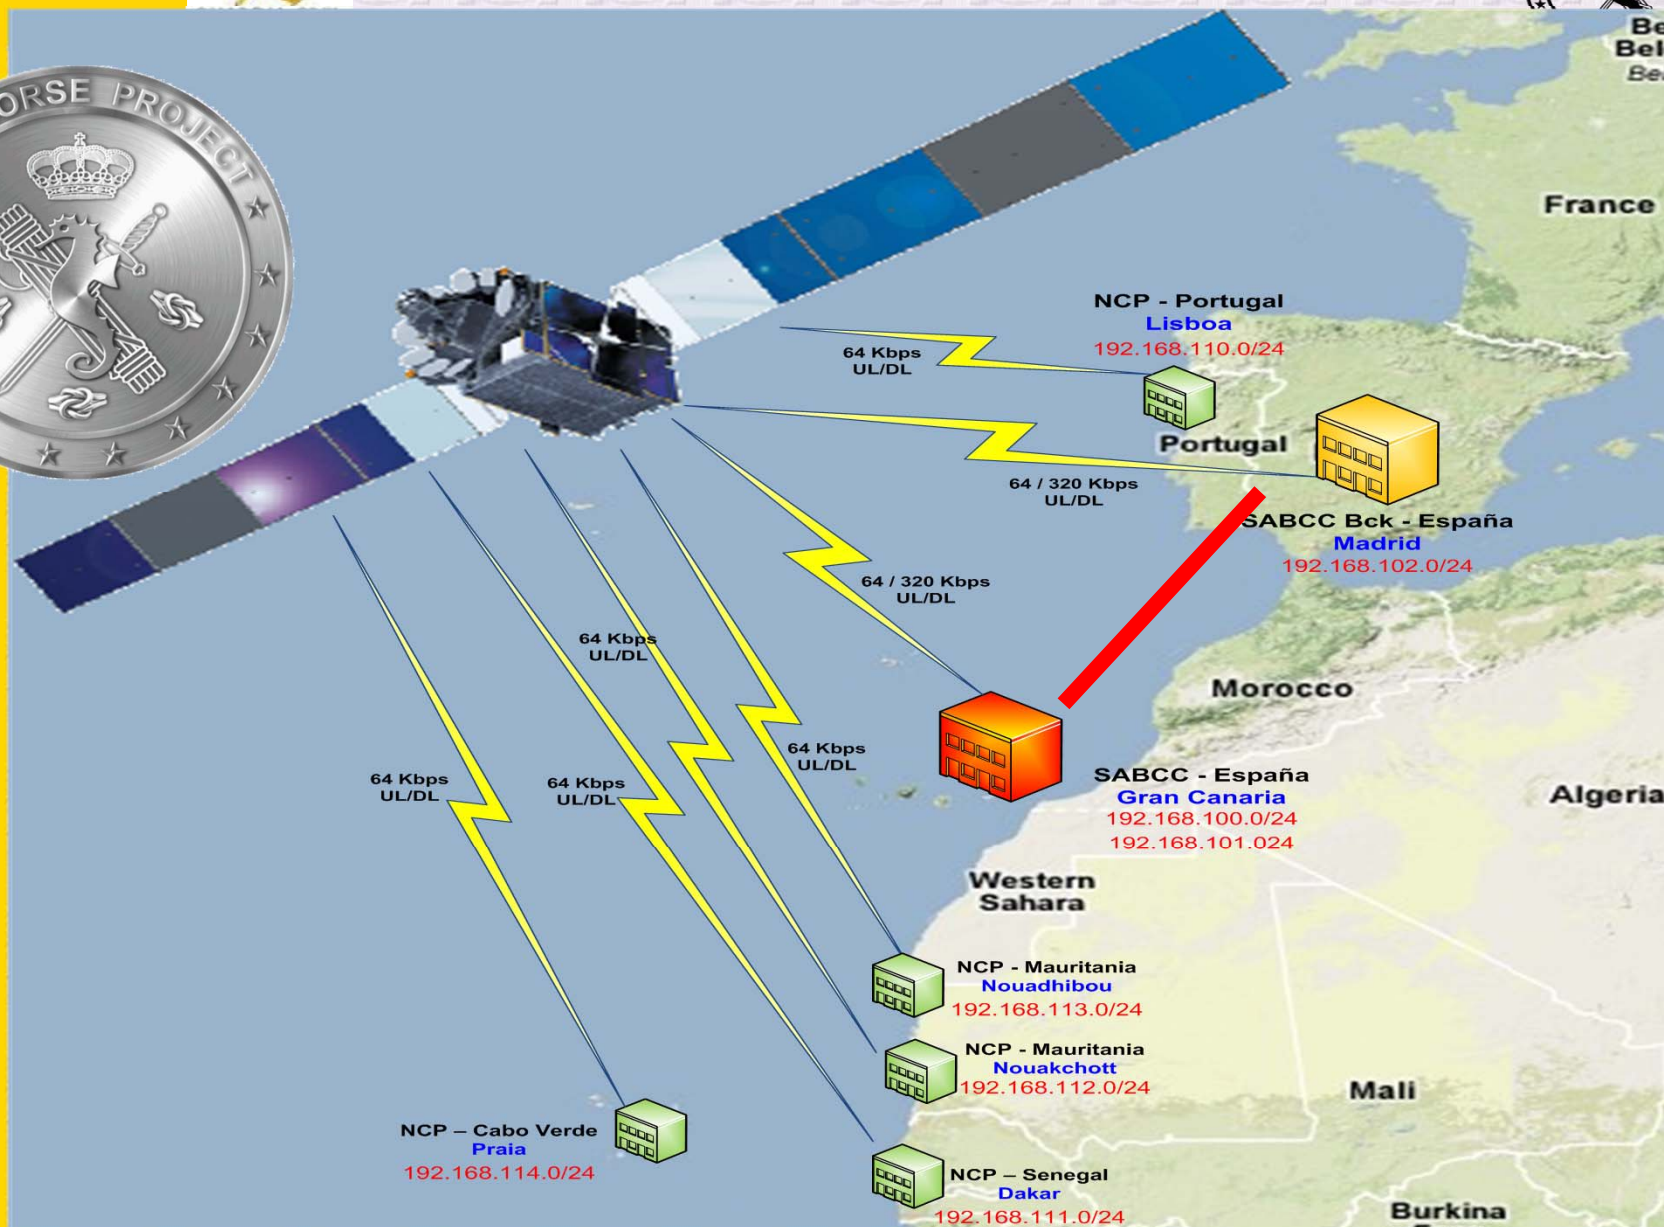 ORSE PROJECT
Be
Bel
Be
France
NCP - Portugal
Lisboa
192.168.110.0/24
64 Kbps
UL/DL
Portugal
64 / 320 Kbps
UL/DL
SABCC Bck - España
Madrid
192.168.102.0/24
64 / 320 Kbps
UL/DL
64 Kbps
UL/DL
Morocco
64 Kbps
UL/DL
64 Kbps
UL/DL
64 Kbps
UL/DL
SABCC - España
Gran Canaria
192.168.100.0/24
192.168.101.024
Algeria
Western
Sahara
NCP - Mauritania
Nouadhibou
192.168.113.0/24
NCP - Mauritania
Nouakchott
192.168.112.0/24
Mali
NCP – Cabo Verde
Praia
192.168.114.0/24
NCP – Senegal
Dakar
192.168.111.0/24
Burkina